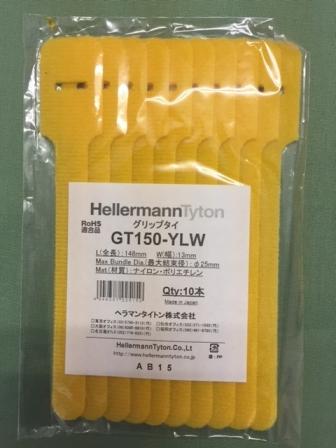 HellermannTyton
RoHS
適合品
グリップタイ
GT150-YLW
L(全長):148mm W(幅):13mm
Max Bundle Dia.(最大結束径):φ25mm
Mat(材質):ナイロン・ポリエチレン
Qty:10本
Made in Japan
ヘラマンタイトン株式会社
HellermannTyton.Co.,Lt
http://www.hellermanntyton.co.jp/
袋:PP
AB15